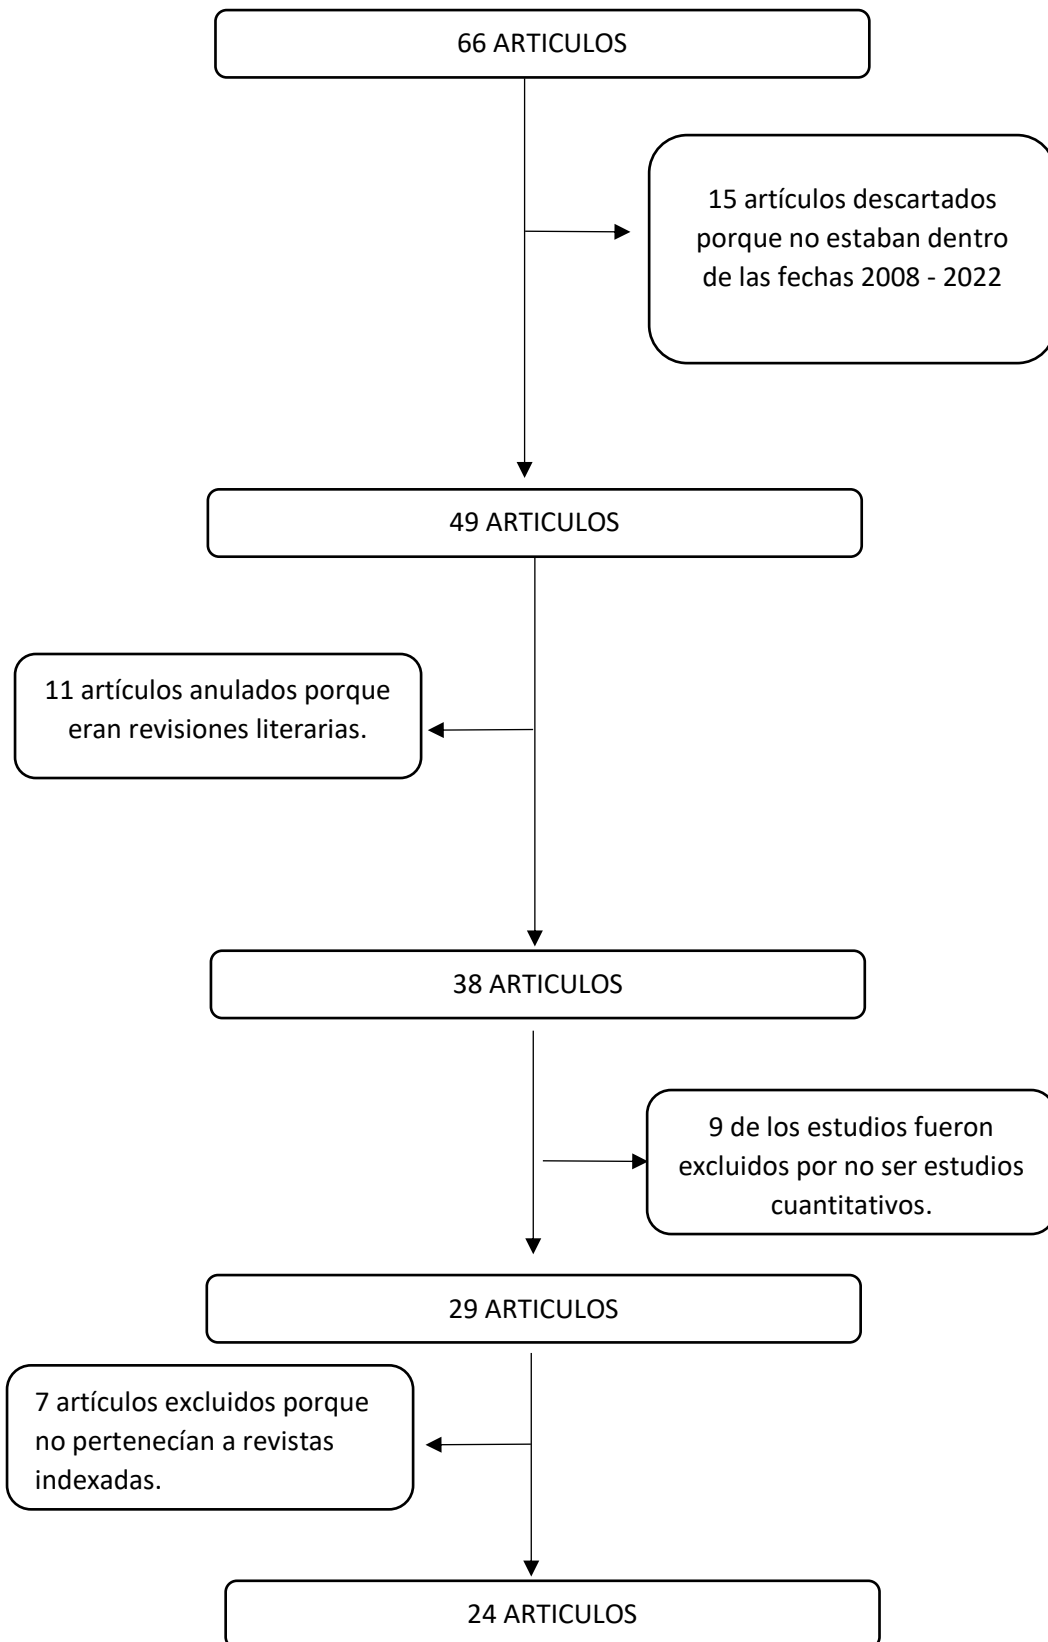 66 ARTICULOS
15 artículos descartados
porque no estaban dentro
de las fechas 2008 - 2022
49 ARTICULOS
11 artículos anulados porque
eran revisiones literarias.
38 ARTICULOS
9 de los estudios fueron
excluidos por no ser estudios
cuantitativos.
29 ARTICULOS
7 artículos excluidos porque
no pertenecían a revistas
indexadas.
24 ARTICULOS